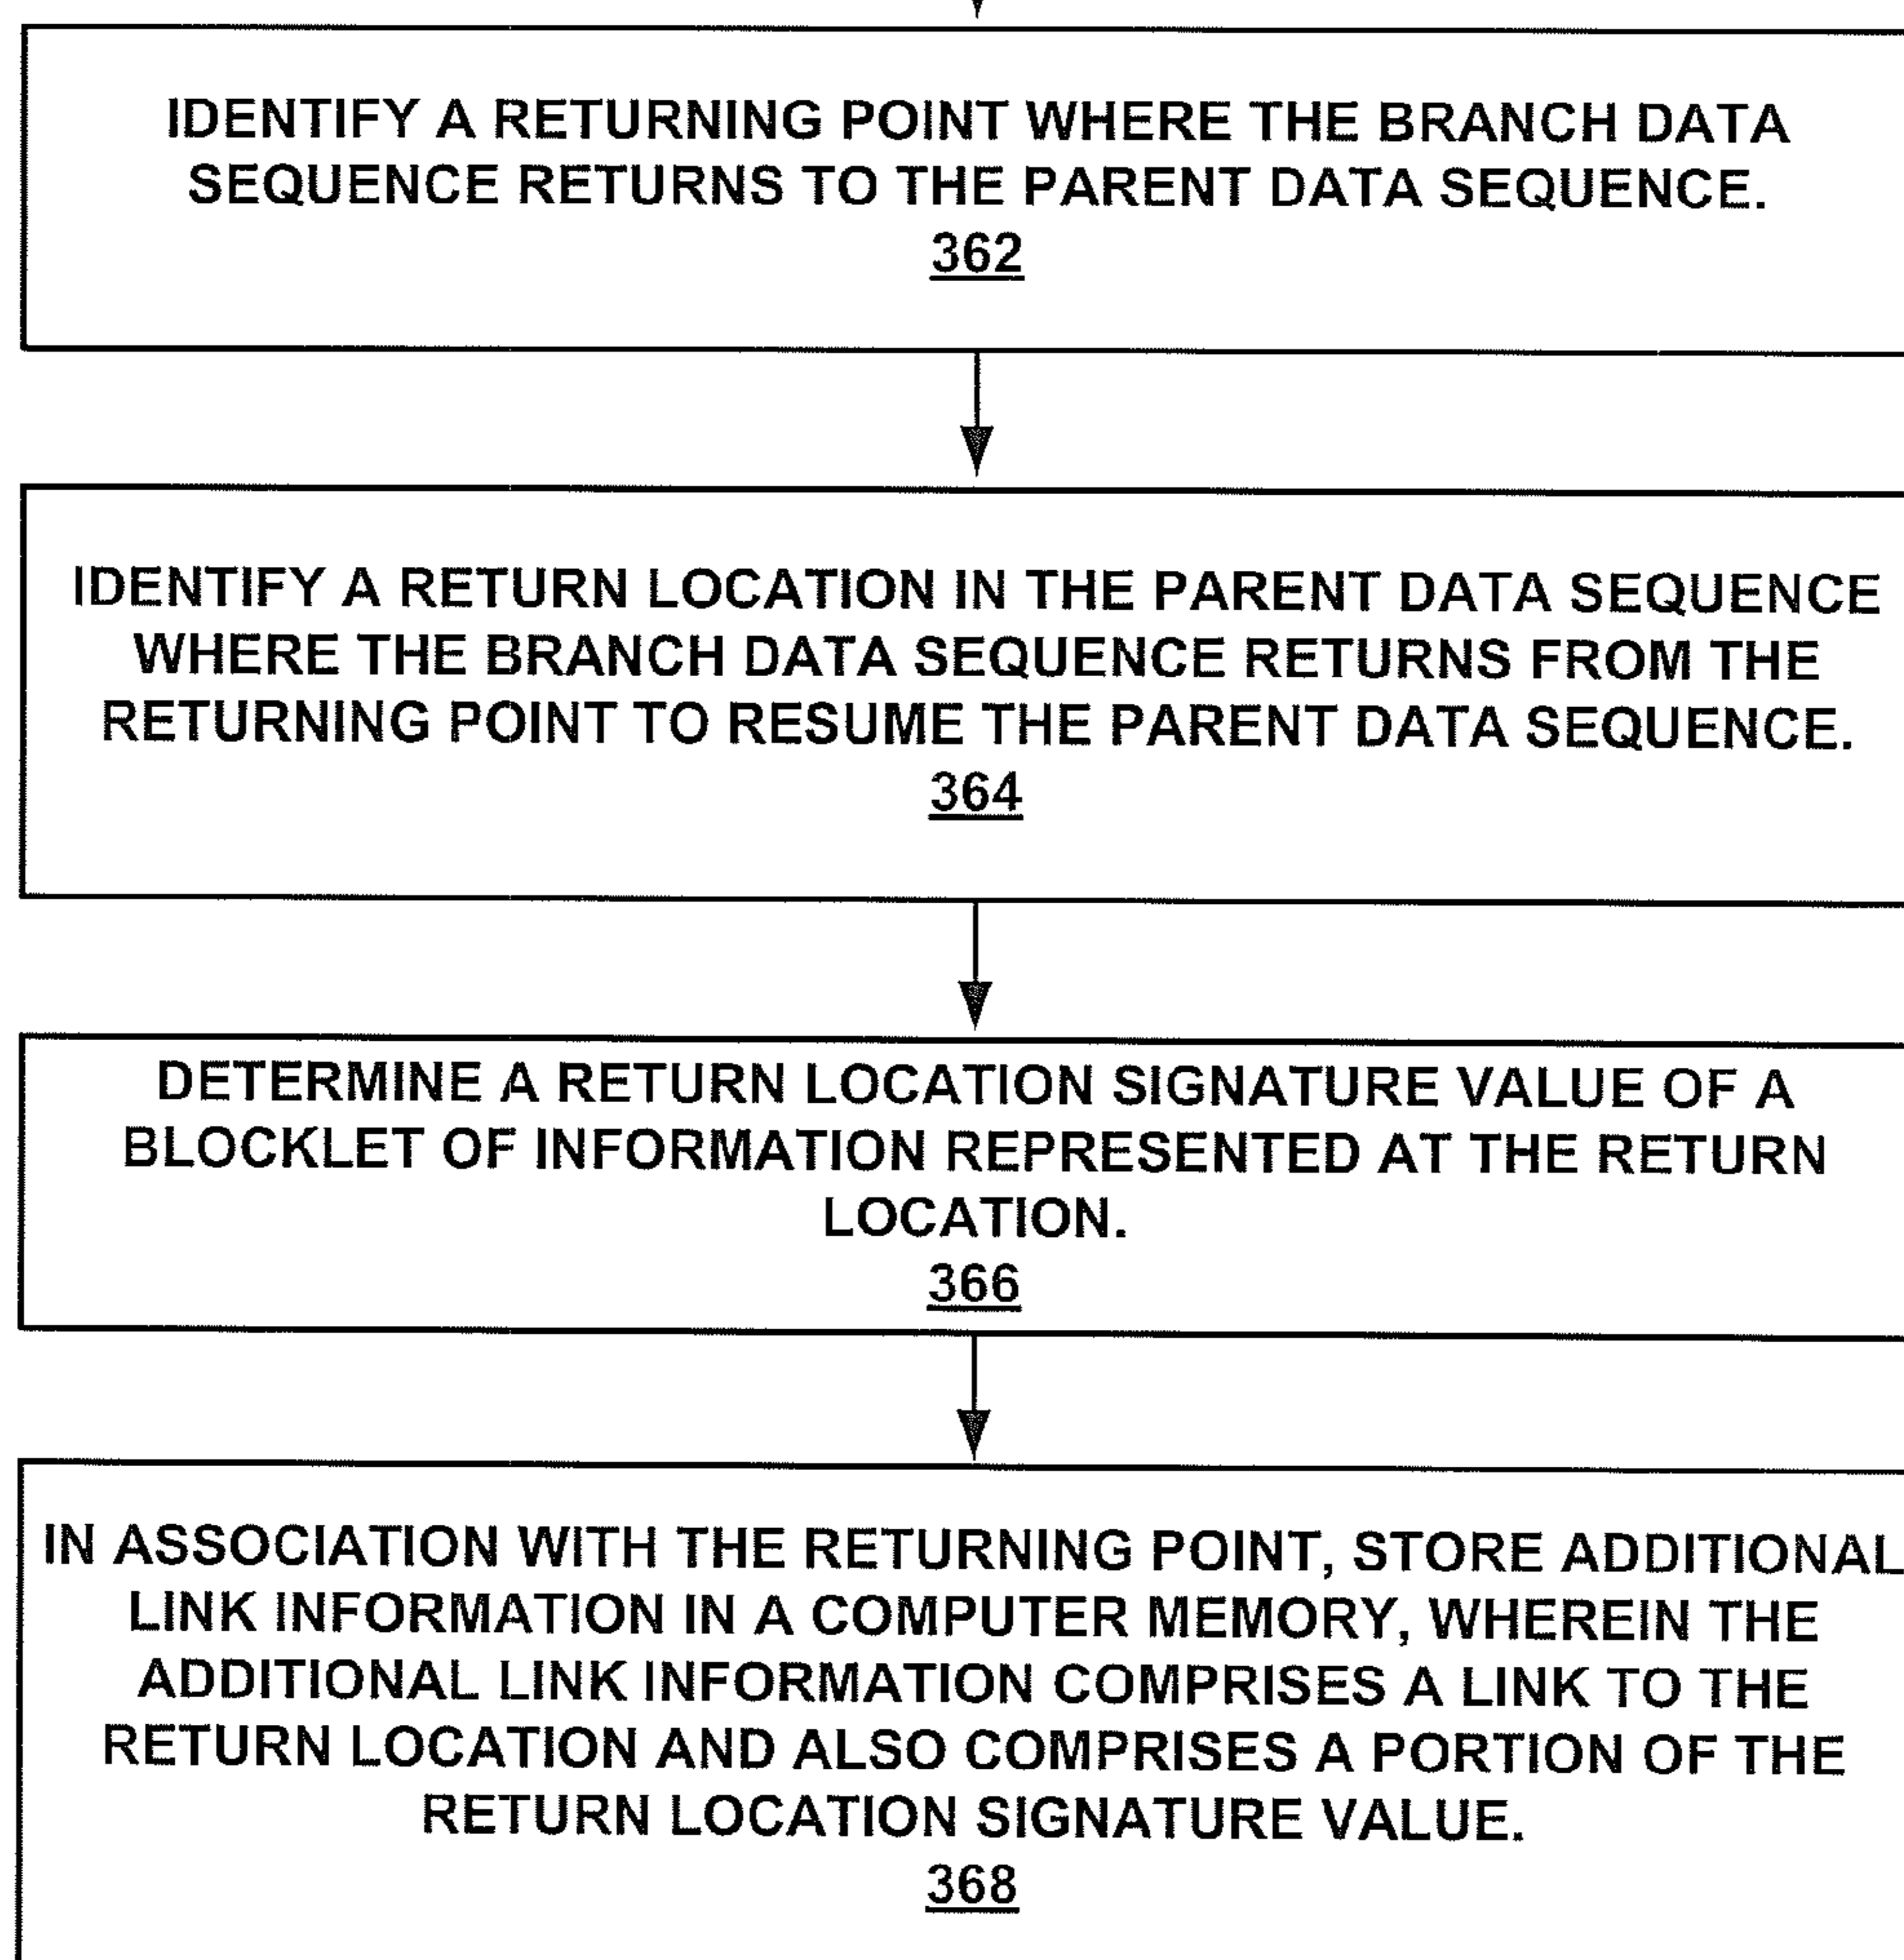 IDENTIFY A RETURNING POINT WHERE THE BRANCH DATA
SEQUENCE RETURNS TO THE PARENT DATA SEQUENCE.
362
IDENTIFY A RETURN LOCATION IN THE PARENT DATA SEQUENCE
WHERE THE BRANCH DATA SEQUENCE RETURNS FROM THE
RETURNING POINT TO RESUME THE PARENT DATA SEQUENCE.
364
DETERMINE A RETURN LOCATION SIGNATURE VALUE OF A
BLOCKLET OF INFORMATION REPRESENTED AT THE RETURN
LOCATION.
366
IN ASSOCIATION WITH THE RETURNING POINT, STORE ADDITIONAL
LINK INFORMATION IN A COMPUTER MEMORY, WHEREIN THE
ADDITIONAL LINK INFORMATION COMPRISES A LINK TO THE
RETURN LOCATION AND ALSO COMPRISES A PORTION OF THE
RETURN LOCATION SIGNATURE VALUE.
368